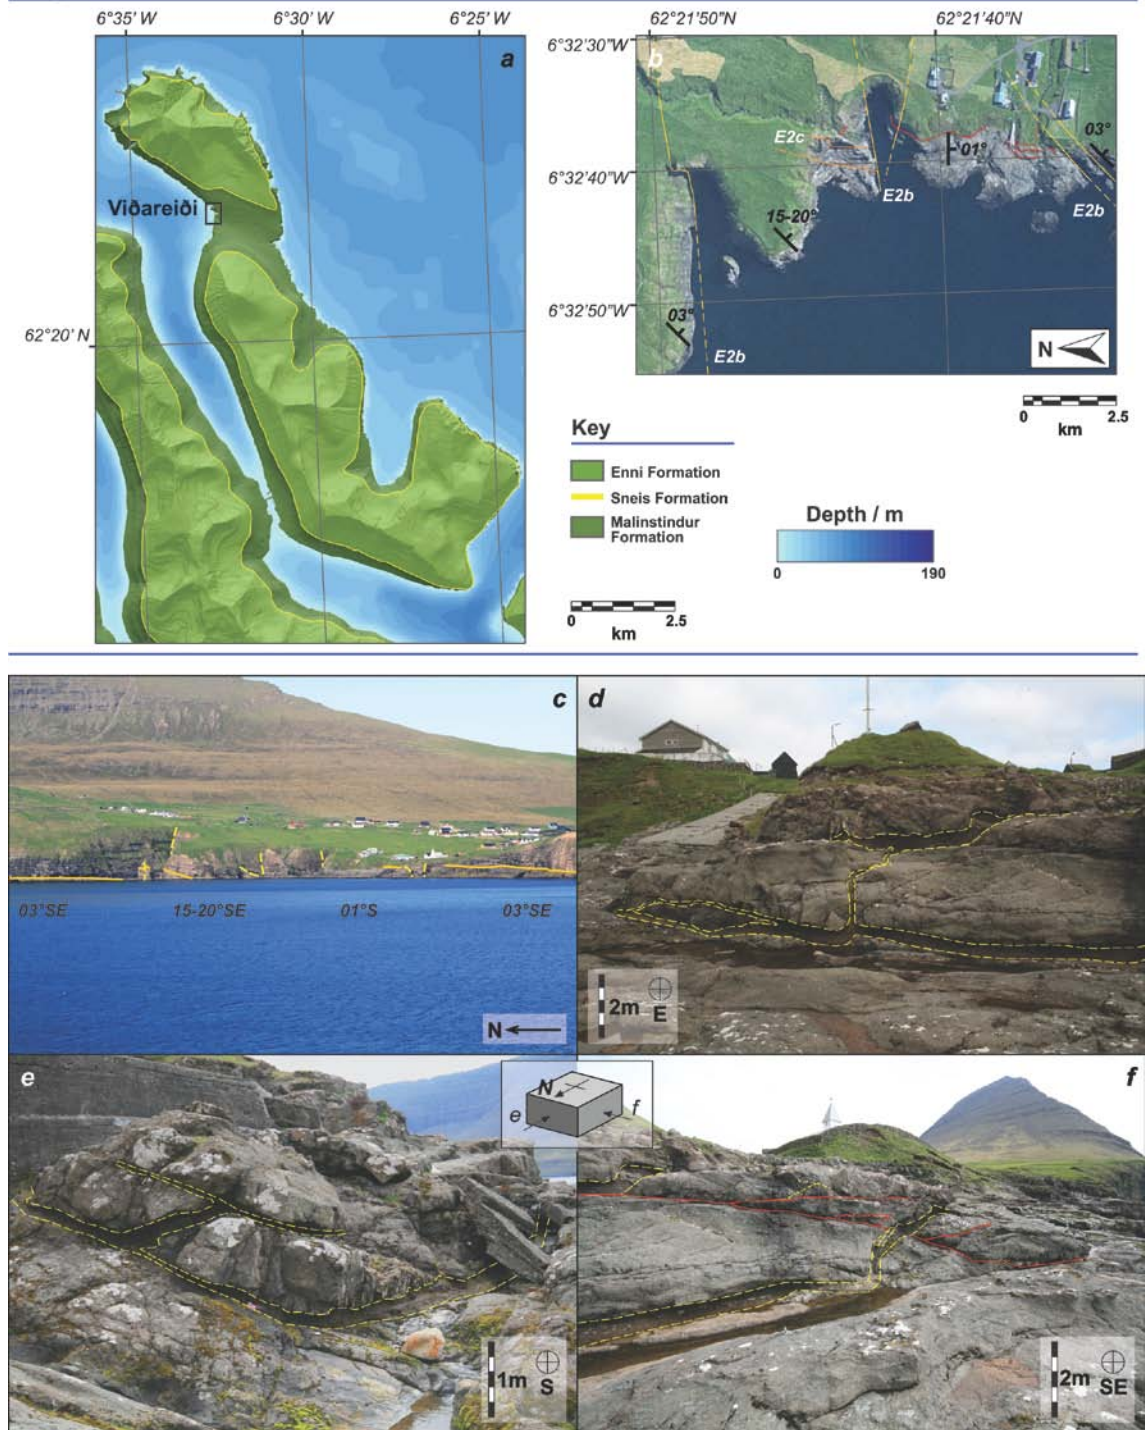 6°35' W 6°30' W 6°25' W
a
Viðareiði
62°20' N
62°21'50"N 62°21'40"N
6°32'30"W
b
E2c
01°
03°
6°32'40"W
E2b
E2b
15-20°
6°32'50"W
03°
E2b
N
0 2.5
km
Key
Enni Formation
Sneis Formation
Malinstindur
Formation
Depth / m
0 190
0 2.5
km
c
03°SE 15-20°SE 01°S 03°SE
N
d
2m E
e
N
e f
1m S
f
2m SE